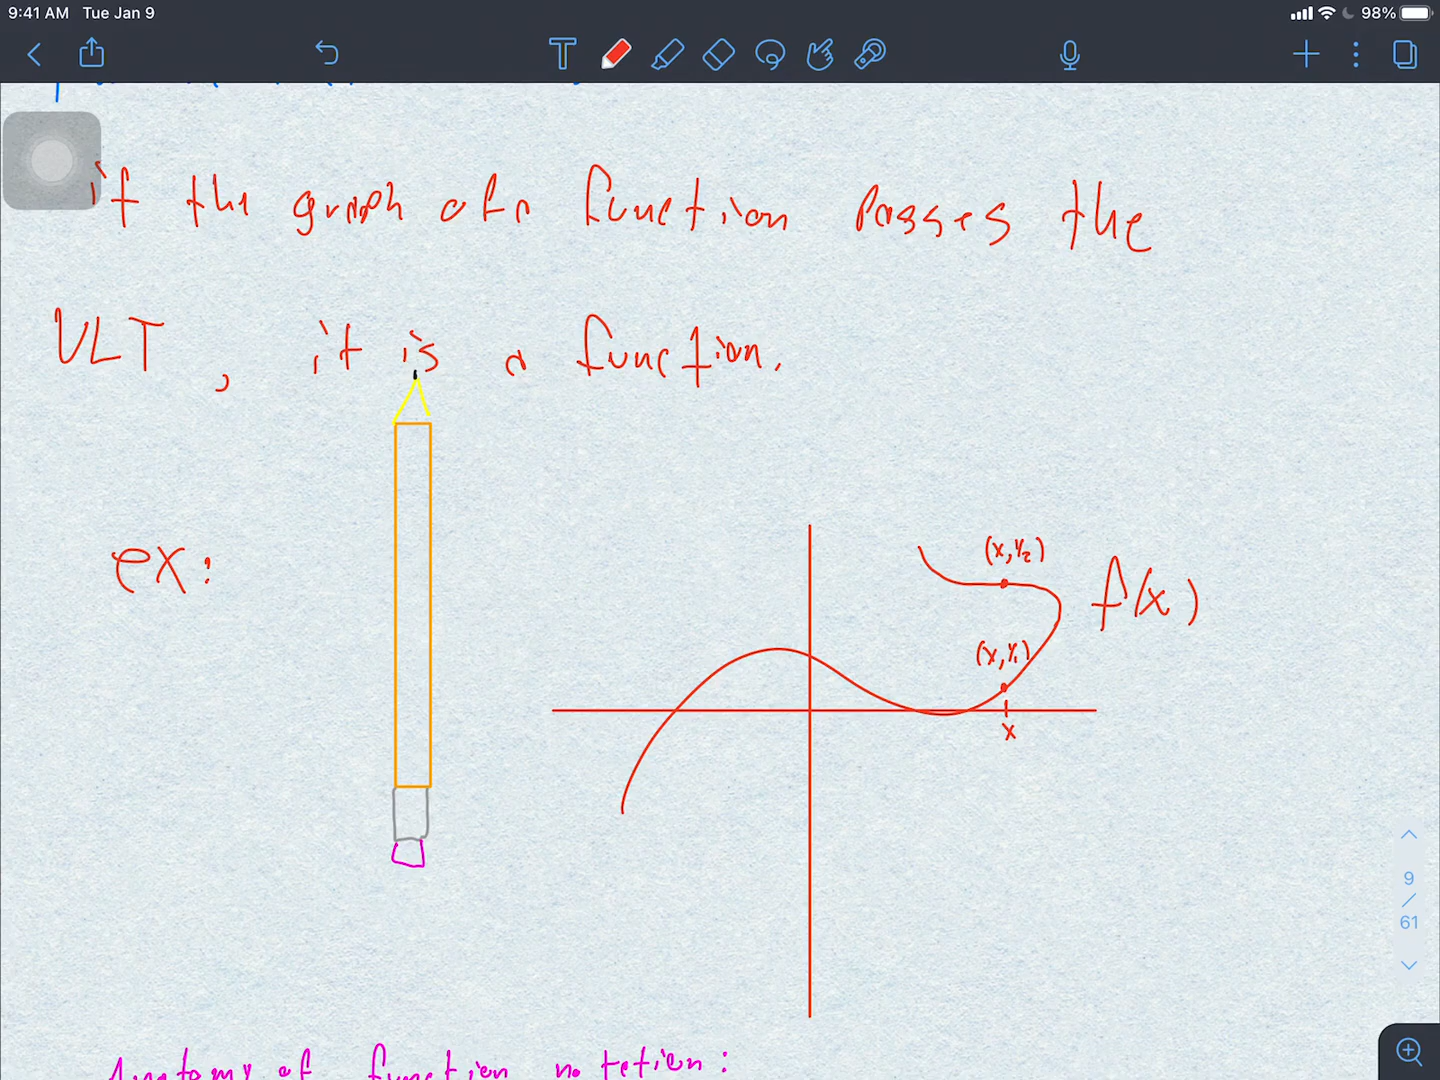 9:41 AM Tue Jan 9
98%
if the graph of a function passes the
VLT, it is a function.
ex:
(x, y₂)
f(x)
(x, y₁)
x
9
/
61
Anatomy of function notation: